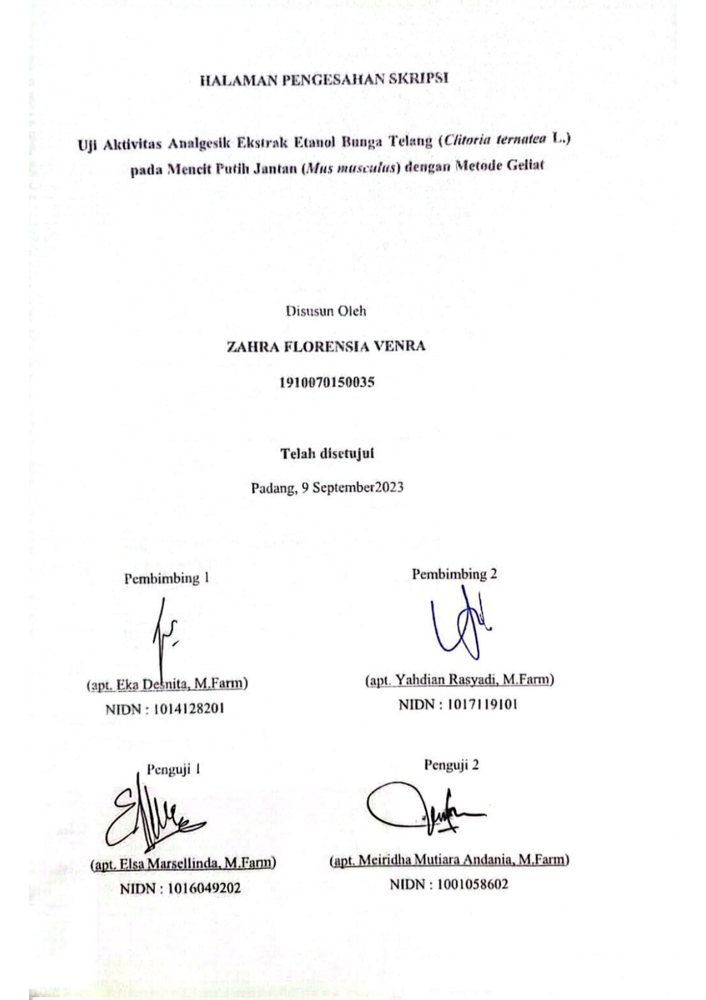 HALAMAN PENGESAHAN SKRIPSI
Uji Aktivitas Analgesik Ekstrak Etanol Bunga Telang (Clitoria ternatea L.)
pada Mencit Putih Jantan (Mus musculus) dengan Metode Geliat
Disusun Oleh
ZAHRA FLORENSIA VENRA
1910070150035
Telah disetujui
Padang, 9 September2023
Pembimbing 1
Pembimbing 2
(apt. Eka Desnita, M.Farm)
(apt. Yahdian Rasyadi, M.Farm)
NIDN : 1014128201
NIDN : 1017119101
Penguji 1
Penguji 2
(apt. Elsa Marsellinda, M.Farm)
(apt. Meiridha Mutiara Andania, M.Farm)
NIDN : 1016049202
NIDN : 1001058602